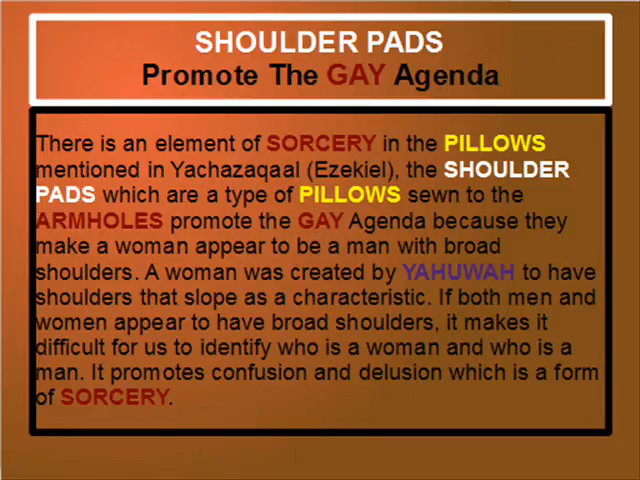 SHOULDER PADS
Promote The GAY Agenda
There is an element of SORCERY in the PILLOWS
mentioned in Yachazaqaal (Ezekiel), the SHOULDER
PADS which are a type of PILLOWS sewn to the
ARMHOLES promote the GAY Agenda because they
make a woman appear to be a man with broad
shoulders. A woman was created by YAHUWAH to have
shoulders that slope as a characteristic. If both men and
women appear to have broad shoulders, it makes it
difficult for us to identify who is a woman and who is a
man. It promotes confusion and delusion which is a form
of SORCERY.